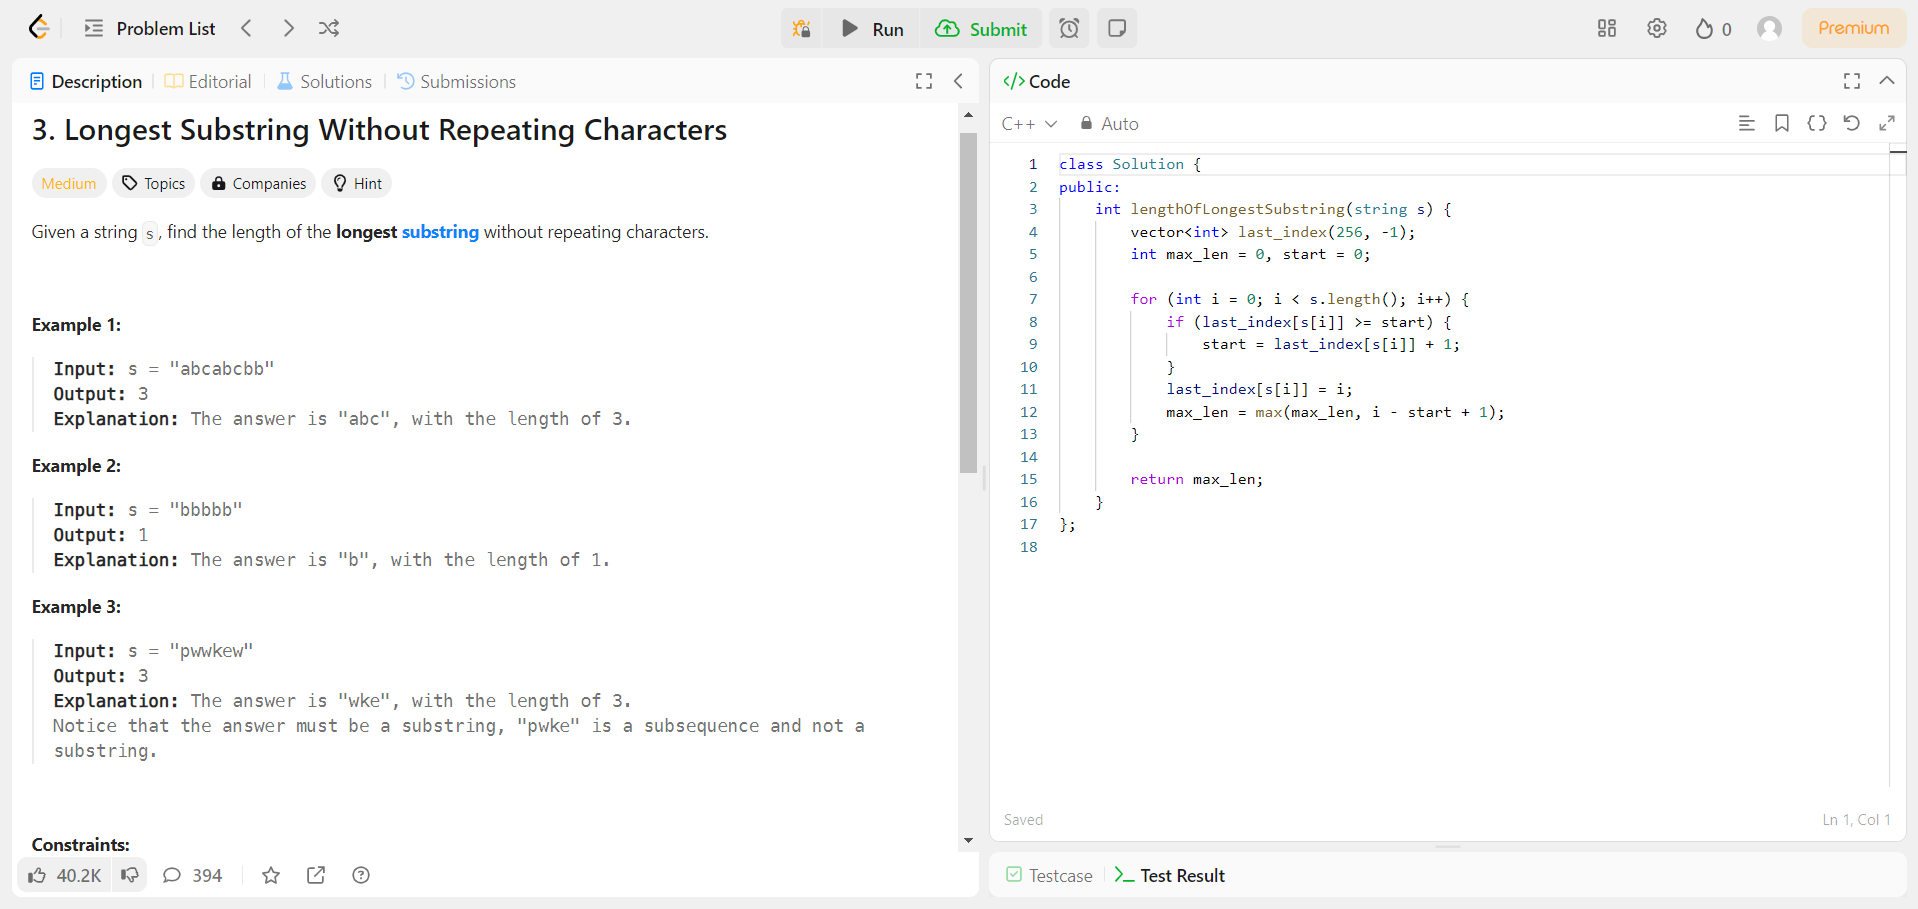 Problem List
Run
Submit
0
Premium
Description
Editorial
Solutions
Submissions
3. Longest Substring Without Repeating Characters
Medium
Topics
Companies
Hint
Given a string s, find the length of the longest substring without repeating characters.
Example 1:
Input: s = "abcabcbb"
Output: 3
Explanation: The answer is "abc", with the length of 3.
Example 2:
Input: s = "bbbbb"
Output: 1
Explanation: The answer is "b", with the length of 1.
Example 3:
Input: s = "pwwkew"
Output: 3
Explanation: The answer is "wke", with the length of 3.
Notice that the answer must be a substring, "pwke" is a subsequence and not a
substring.
Constraints:
40.2K
394
</> Code
C++
Auto
1 class Solution {
2 public:
3     int lengthOfLongestSubstring(string s) {
4         vector<int> last_index(256, -1);
5         int max_len = 0, start = 0;
6
7         for (int i = 0; i < s.length(); i++) {
8             if (last_index[s[i]] >= start) {
9                 start = last_index[s[i]] + 1;
10             }
11             last_index[s[i]] = i;
12             max_len = max(max_len, i - start + 1);
13         }
14
15         return max_len;
16     }
17 };
18
Saved
Ln 1, Col 1
Testcase
Test Result